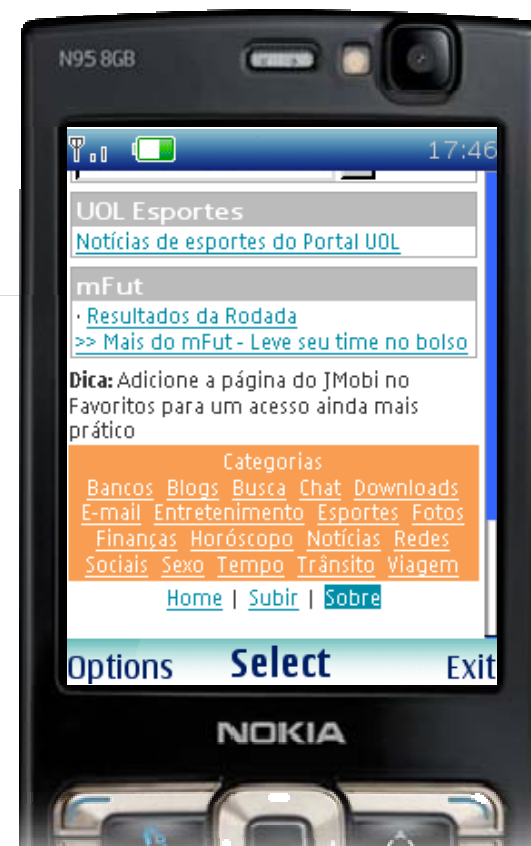 N95 8GB
17:46
UOL Esportes
Notícias de esportes do Portal UOL
mFut
· Resultados da Rodada
>> Mais do mFut - Leve seu time no bolso
Dica: Adicione a página do JMobi no
Favoritos para um acesso ainda mais
prático
Categorias
Bancos Blogs Busca Chat Downloads
E-mail Entretenimento Esportes Fotos
Finanças Horóscopo Notícias Redes
Sociais Sexo Tempo Trânsito Viagem
Home | Subir | Sobre
Options Select Exit
NOKIA